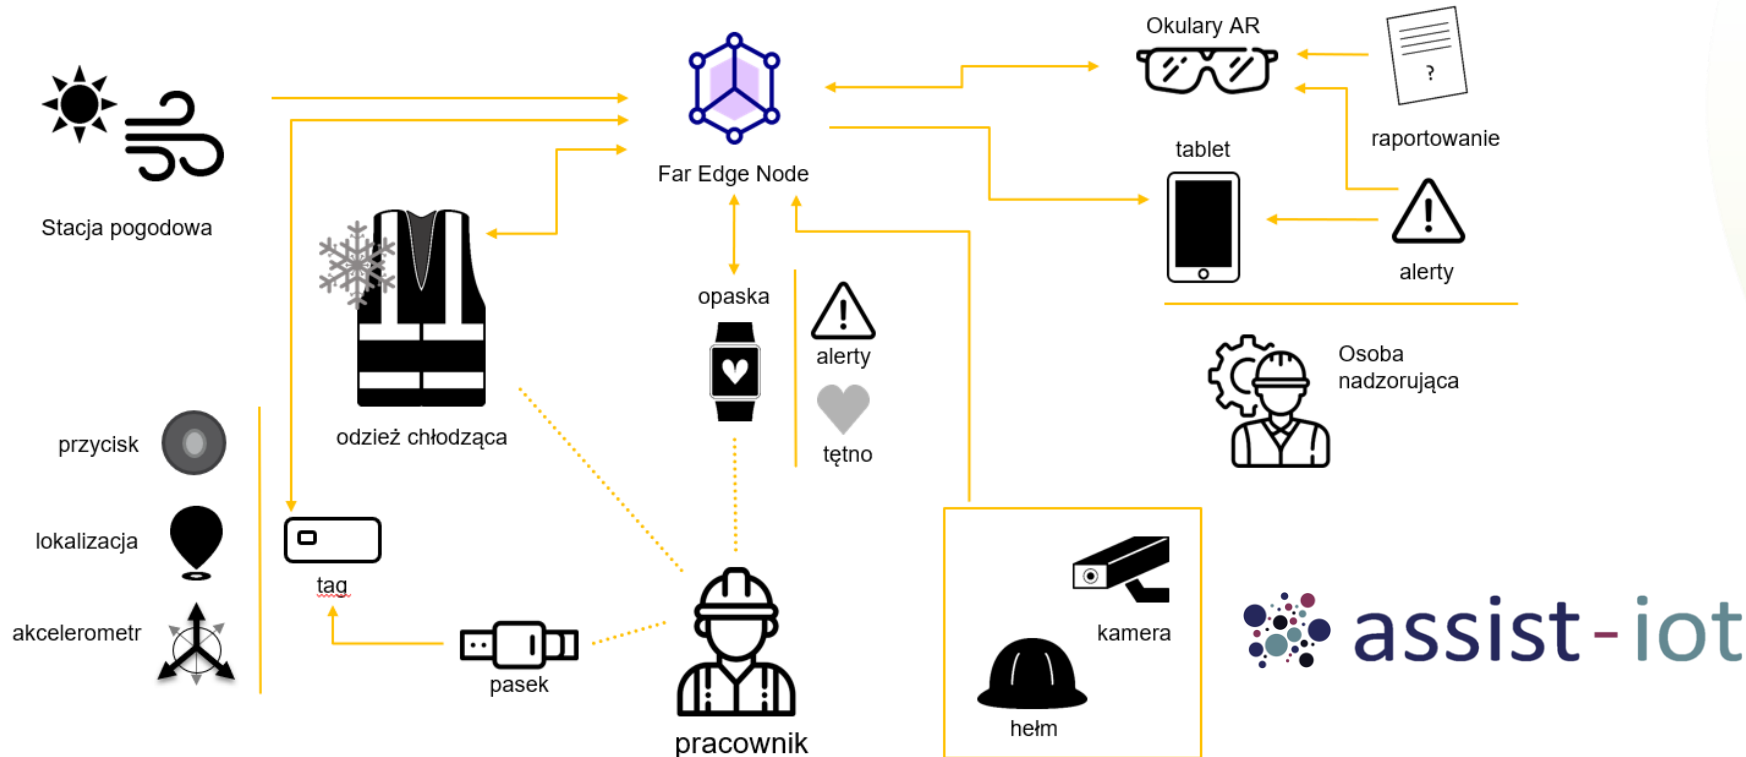 Okulary AR
?
raportowanie
tablet
Far Edge Node
Stacja pogodowa
alerty
opaska
alerty
Osoba
nadzorująca
odzież chłodząca
przycisk
tętno
lokalizacja
tag
akcelerometr
kamera
assist-iot
pasek
hełm
pracownik